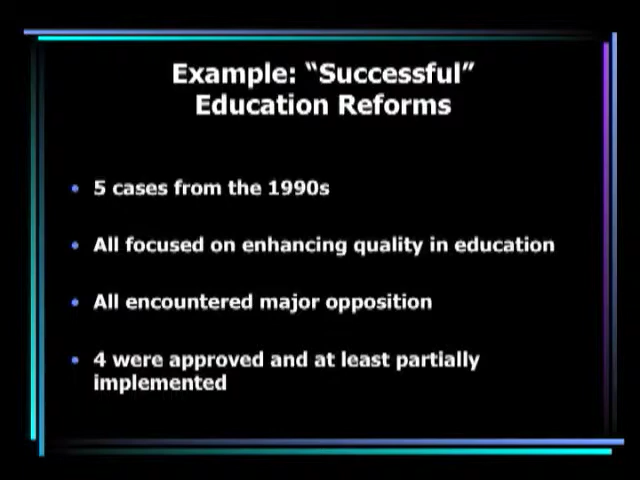 Example: “Successful”
Education Reforms
• 5 cases from the 1990s
• All focused on enhancing quality in education
• All encountered major opposition
• 4 were approved and at least partially
implemented